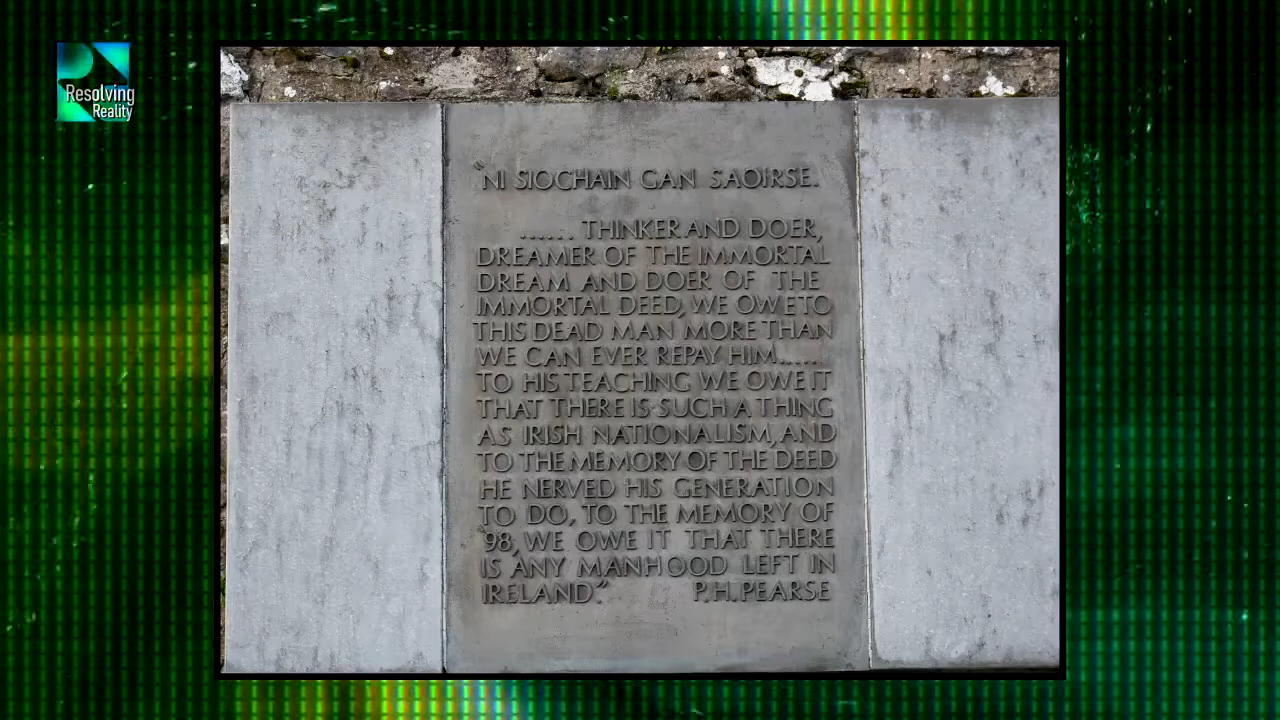 Resolving
Reality
"NI SIOCHAIN GAN SAOIRSE.
...... THINKER AND DOER,
DREAMER OF THE IMMORTAL
DREAM AND DOER OF THE
IMMORTAL DEED, WE OWE TO
THIS DEAD MAN MORE THAN
WE CAN EVER REPAY HIM......
TO HIS TEACHING WE OWE IT
THAT THERE IS SUCH A THING
AS IRISH NATIONALISM, AND
TO THE MEMORY OF THE DEED
HE NERVED HIS GENERATION
TO DO, TO THE MEMORY OF
'98, WE OWE IT THAT THERE
IS ANY MANHOOD LEFT IN
IRELAND." P.H. PEARSE